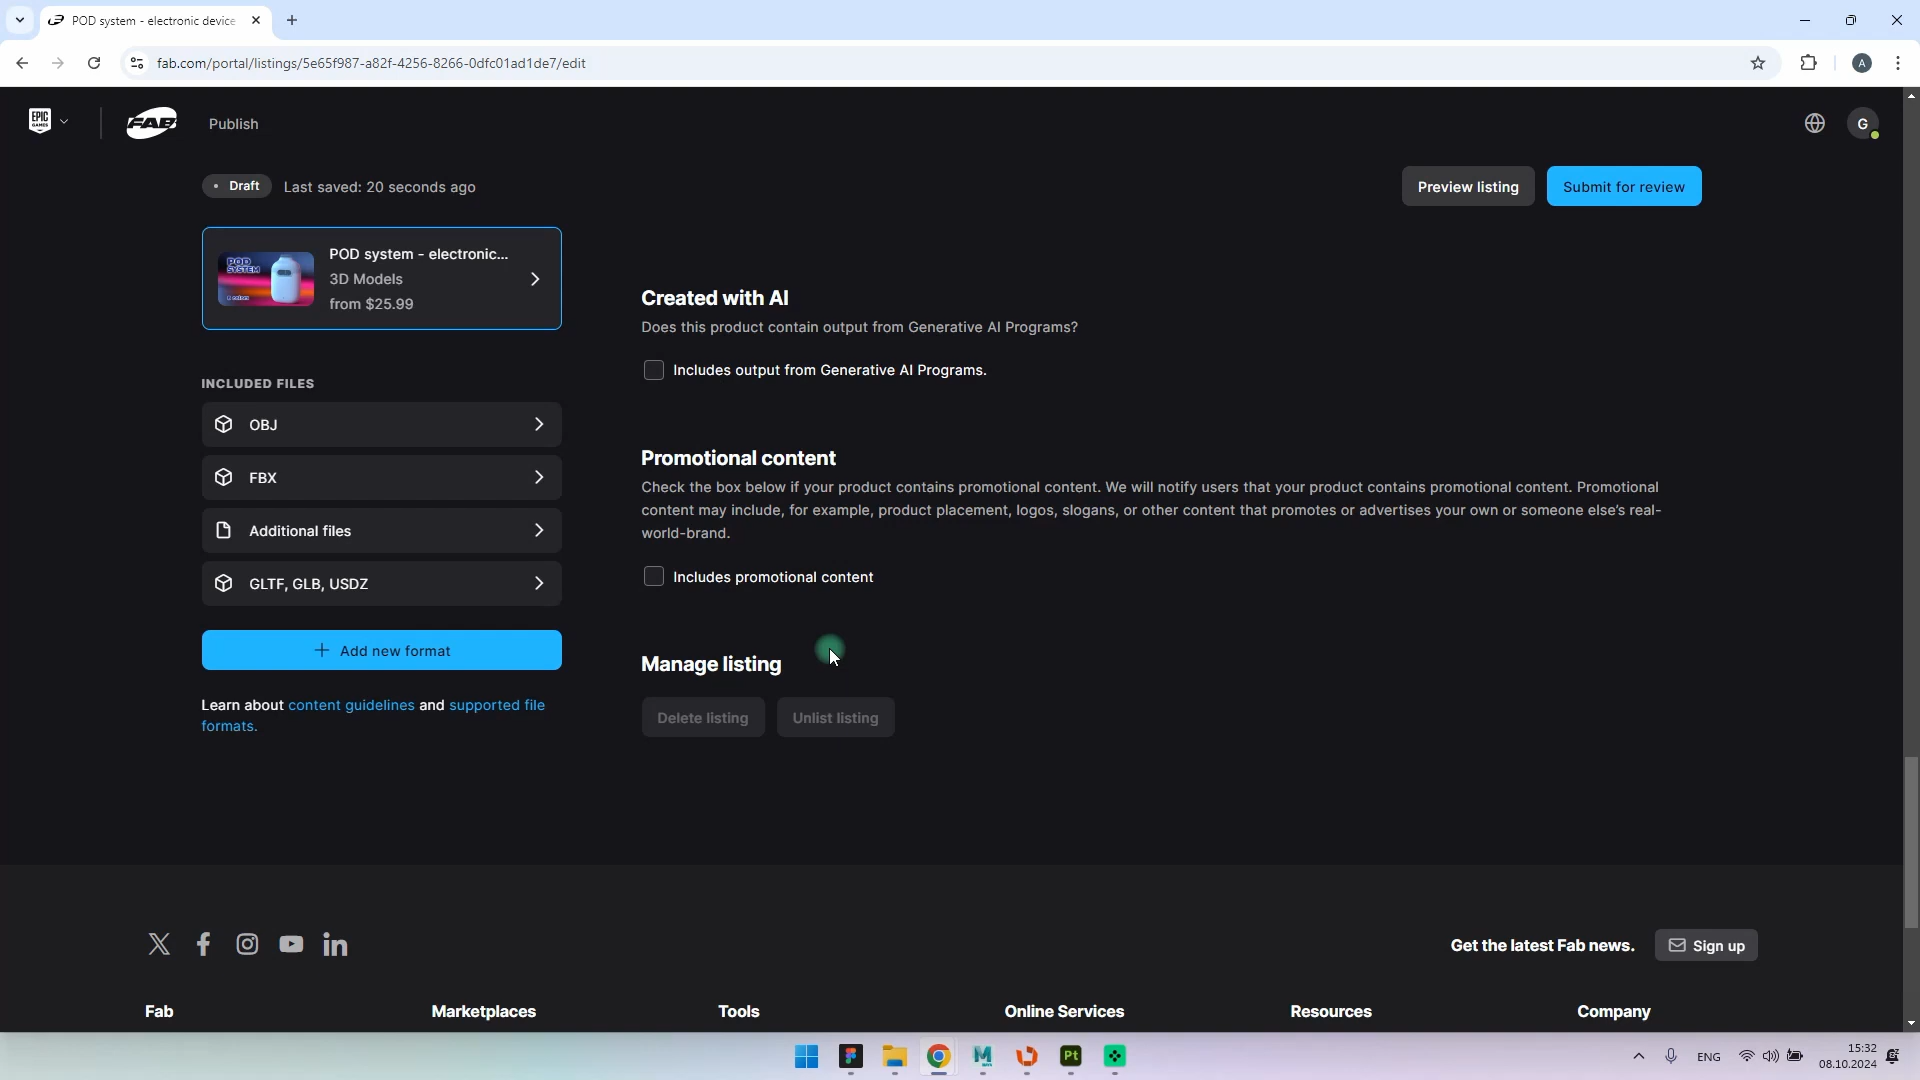 POD system - electronic device
fab.com/portal/listings/5e65f987-a82f-4256-8266-0dfc01ad1de7/edit
A
EPIC
GAMES
FAB
Publish
G
Draft
Last saved: 20 seconds ago
Preview listing
Submit for review
POD
SYSTEM
POD system - electronic...
3D Models
from $25.99
INCLUDED FILES
OBJ
FBX
Additional files
GLTF, GLB, USDZ
Add new format
Learn about content guidelines and supported file
formats.
Created with AI
Does this product contain output from Generative AI Programs?
Includes output from Generative AI Programs.
Promotional content
Check the box below if your product contains promotional content. We will notify users that your product contains promotional content. Promotional
content may include, for example, product placement, logos, slogans, or other content that promotes or advertises your own or someone else’s real-
world-brand.
Includes promotional content
Manage listing
Delete listing
Unlist listing
Get the latest Fab news.
Sign up
Fab
Marketplaces
Tools
Online Services
Resources
Company
M
Pt
ENG
15:32
08.10.2024